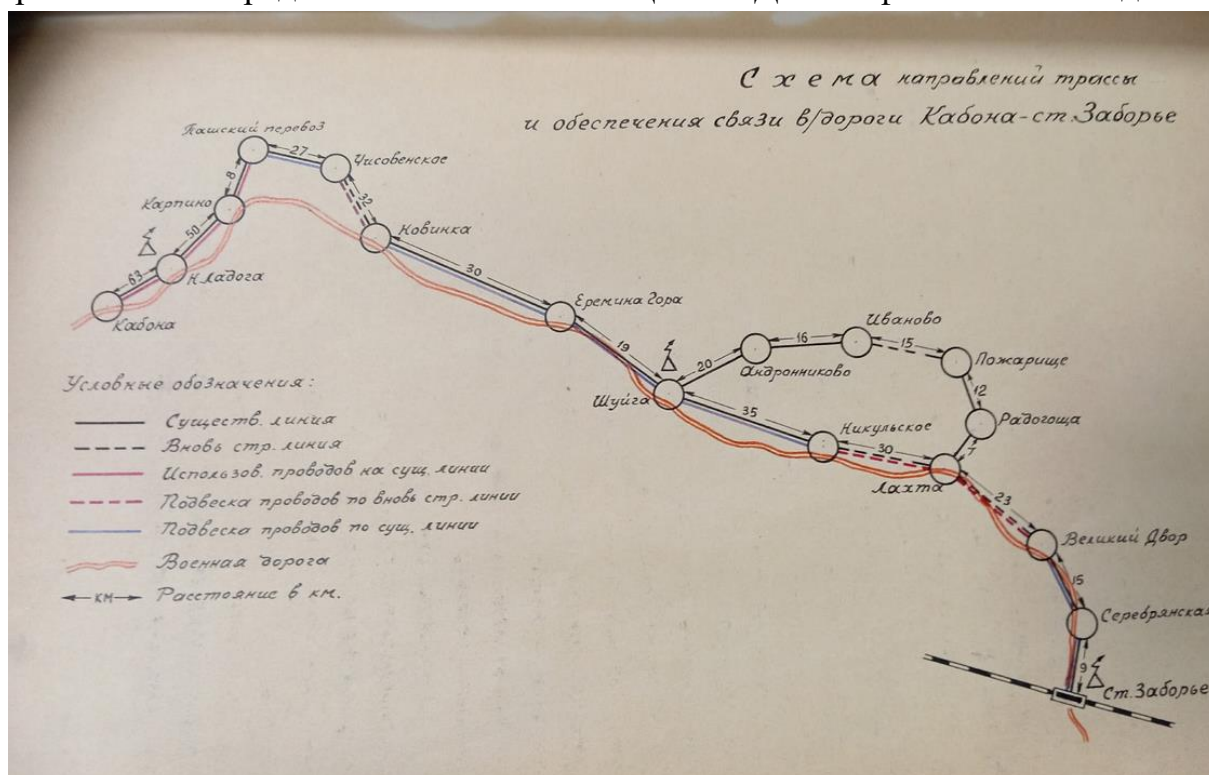 Схема направлений трассы
и обеспечения связи в/дороги Кабона-ст.Заборье
Пашский перевоз
27
Чисовенское
8
32
Карпино
50
Новинка
63
Н.Ладога
30
Кабона
Еремина Гора
19
Иваново
16
15
20
Пожарище
Андронниково
12
Шуйга
35
Радогоща
Никульское
7
30
Лахта
23
Великий Двор
15
Серебрянская
9
Ст.Заборье
Условные обозначения:
Существ. линия
Вновь стр. линия
Использов. проводов на сущ. линии
Подвеска проводов по вновь стр. линии
Подвеска проводов по сущ. линии
Военная дорога
КМ Расстояние в км.